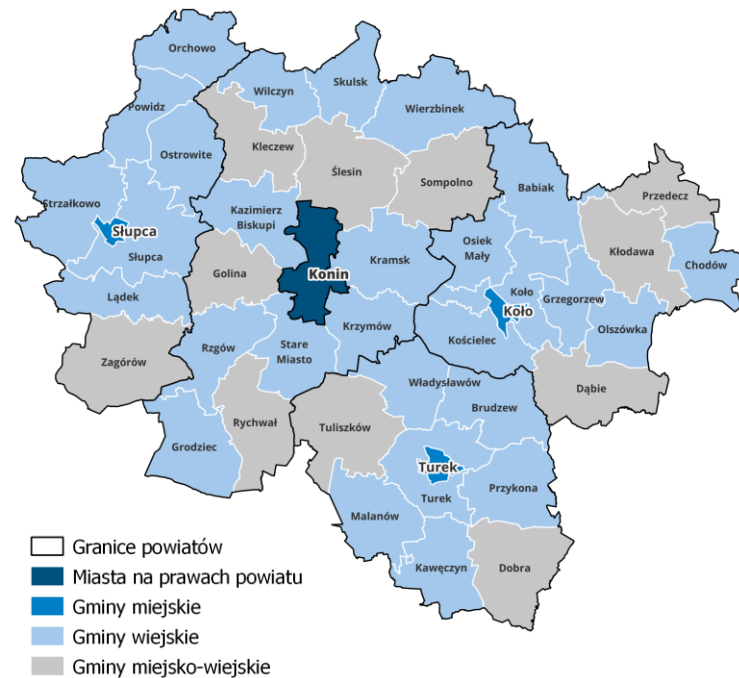 Orchowo
Skulsk
Wilczyn
Powidz
Wierzbinek
Kleczew
Ostrowite
Ślesin
Sompolno
Babiak
Przedecz
Strzałkowo
Kazimierz
Biskupi
Kłodawa
Słupca
Osiek
Mały
Słupca
Kramsk
Chodów
Golina
Konin
Koło
Lądek
Grzegorzew
Koło
Krzymów
Olszówka
Kościelec
Rzgów
Stare
Miasto
Zagórów
Władysławów
Dąbie
Brudzew
Rychwał
Tuliszków
Grodziec
Turek
Przykona
Turek
Malanów
Kawęczyn
Dobra
Granice powiatów
Miasta na prawach powiatu
Gminy miejskie
Gminy wiejskie
Gminy miejsko-wiejskie